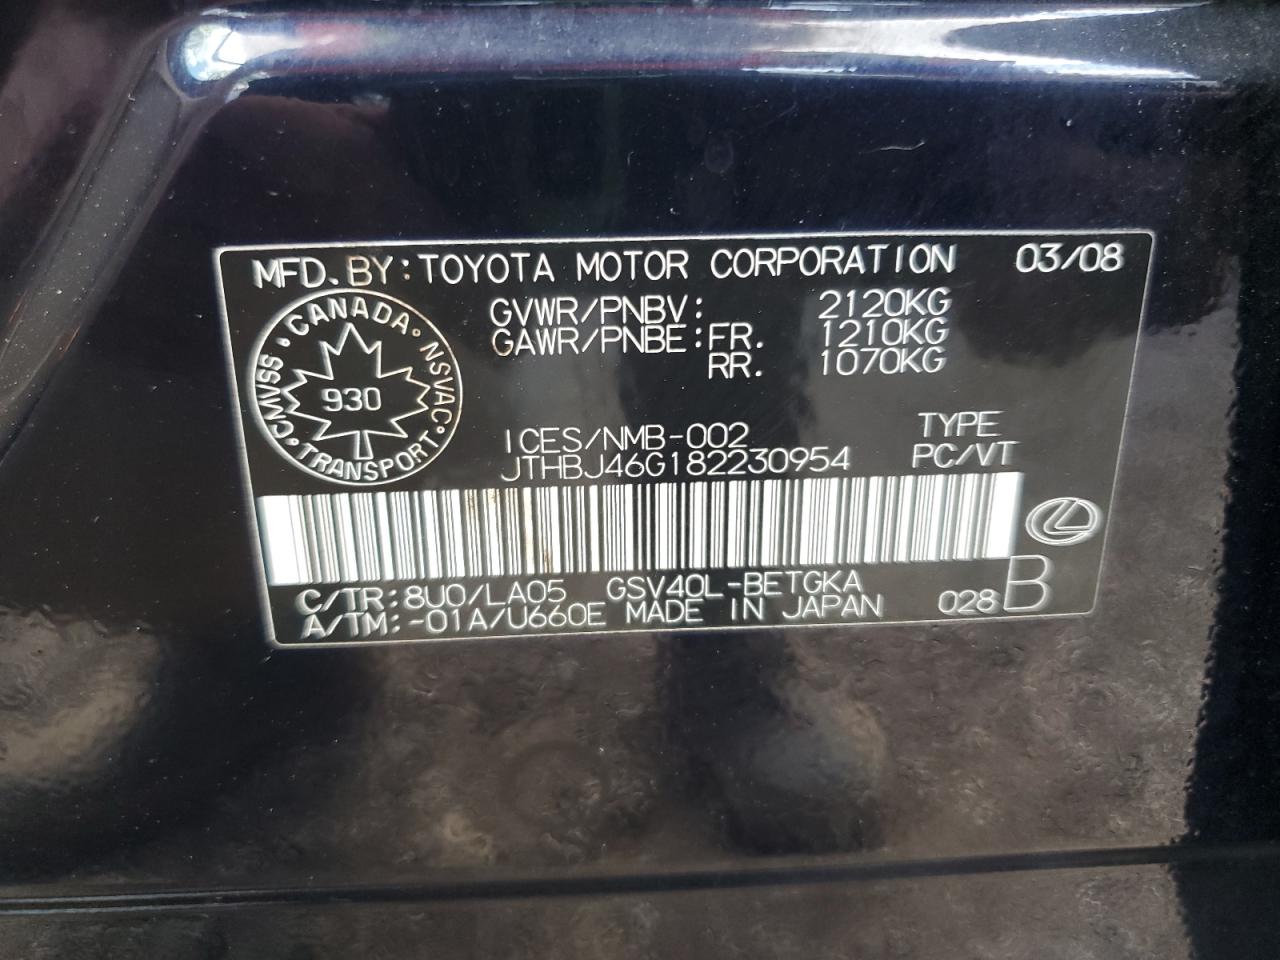 MFD. BY: TOYOTA MOTOR CORPORATION 03/08
GVWR/PNBV: 2120KG
GAWR/PNBE: FR. 1210KG
RR. 1070KG
CMVSS · CANADA · NSVAC · TRANSPORT ·
930
ICES/NMB-002 TYPE
JTHBJ46G182230954 PC/VT
C/TR: 8U0/LA05 GSV40L-BETGKA
A/TM: -01A/U660E MADE IN JAPAN 028 B